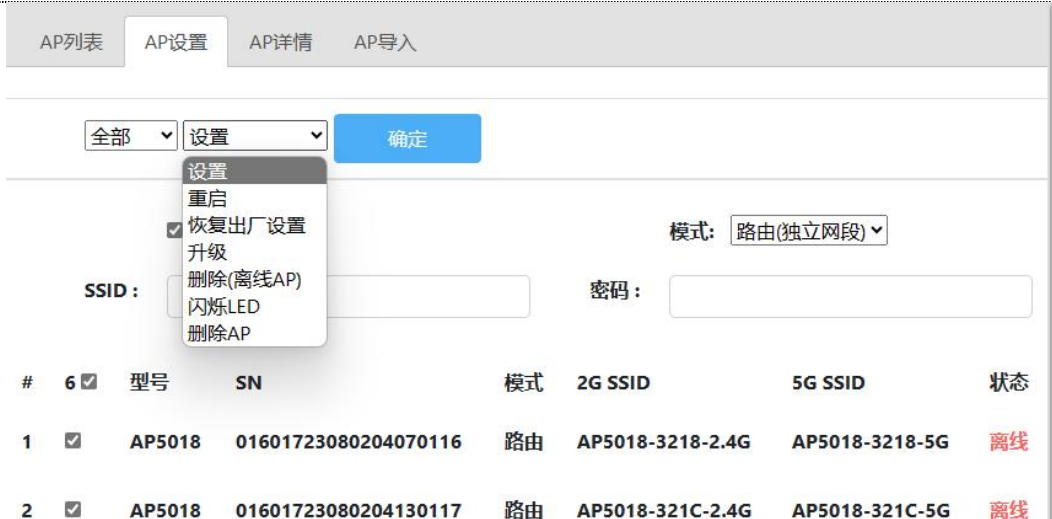 AP列表 AP设置 AP详情 AP导入
全部 设置 确定
设置
重启
恢复出厂设置
升级
删除(离线AP)
闪烁LED
删除AP
模式: 路由(独立网段)
SSID : 密码 :
# 6 型号 SN 模式 2G SSID 5G SSID 状态
1 AP5018 01601723080204070116 路由 AP5018-3218-2.4G AP5018-3218-5G 离线
2 AP5018 01601723080204130117 路由 AP5018-321C-2.4G AP5018-321C-5G 离线